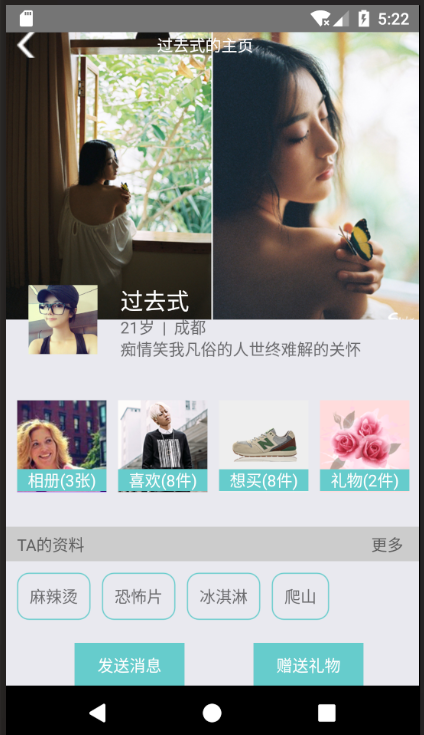 5:22
过去式的主页
过去式
21岁 | 成都
痴情笑我凡俗的人世终难解的关怀
相册(3张) 喜欢(8件) 想买(8件) 礼物(2件)
TA的资料 更多
麻辣烫 恐怖片 冰淇淋 爬山
发送消息 赠送礼物